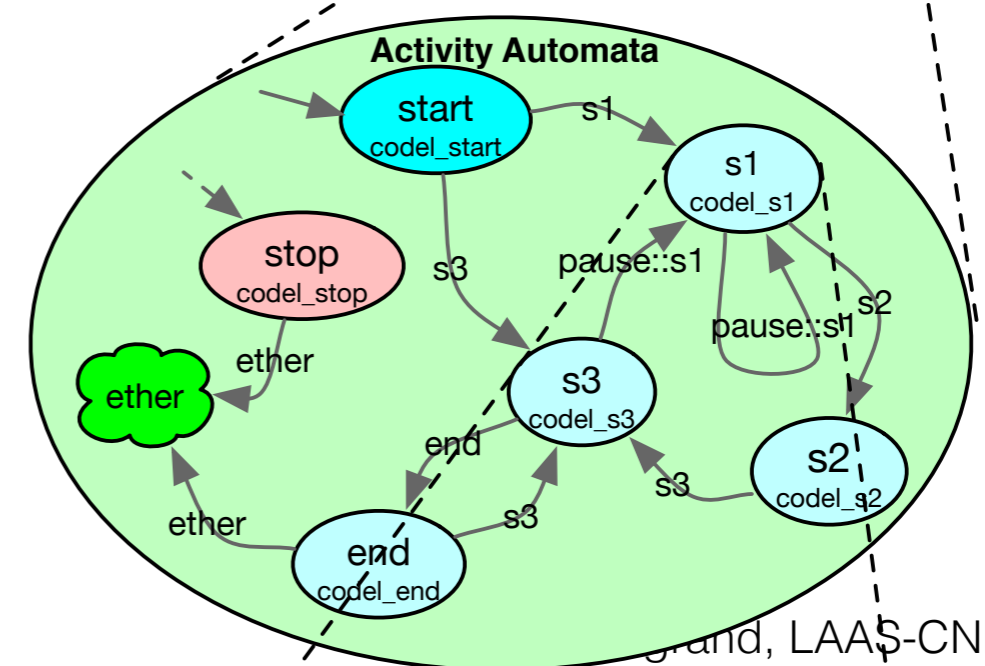 Activity Automata
start
codel_start
s1
s1
codel_s1
stop
codel_stop
s3
pause::s1
s2
pause::s1
ether
ether
s3
codel_s3
end
s2
codel_s2
s3
ether
s3
end
codel_end
LAAS-CN